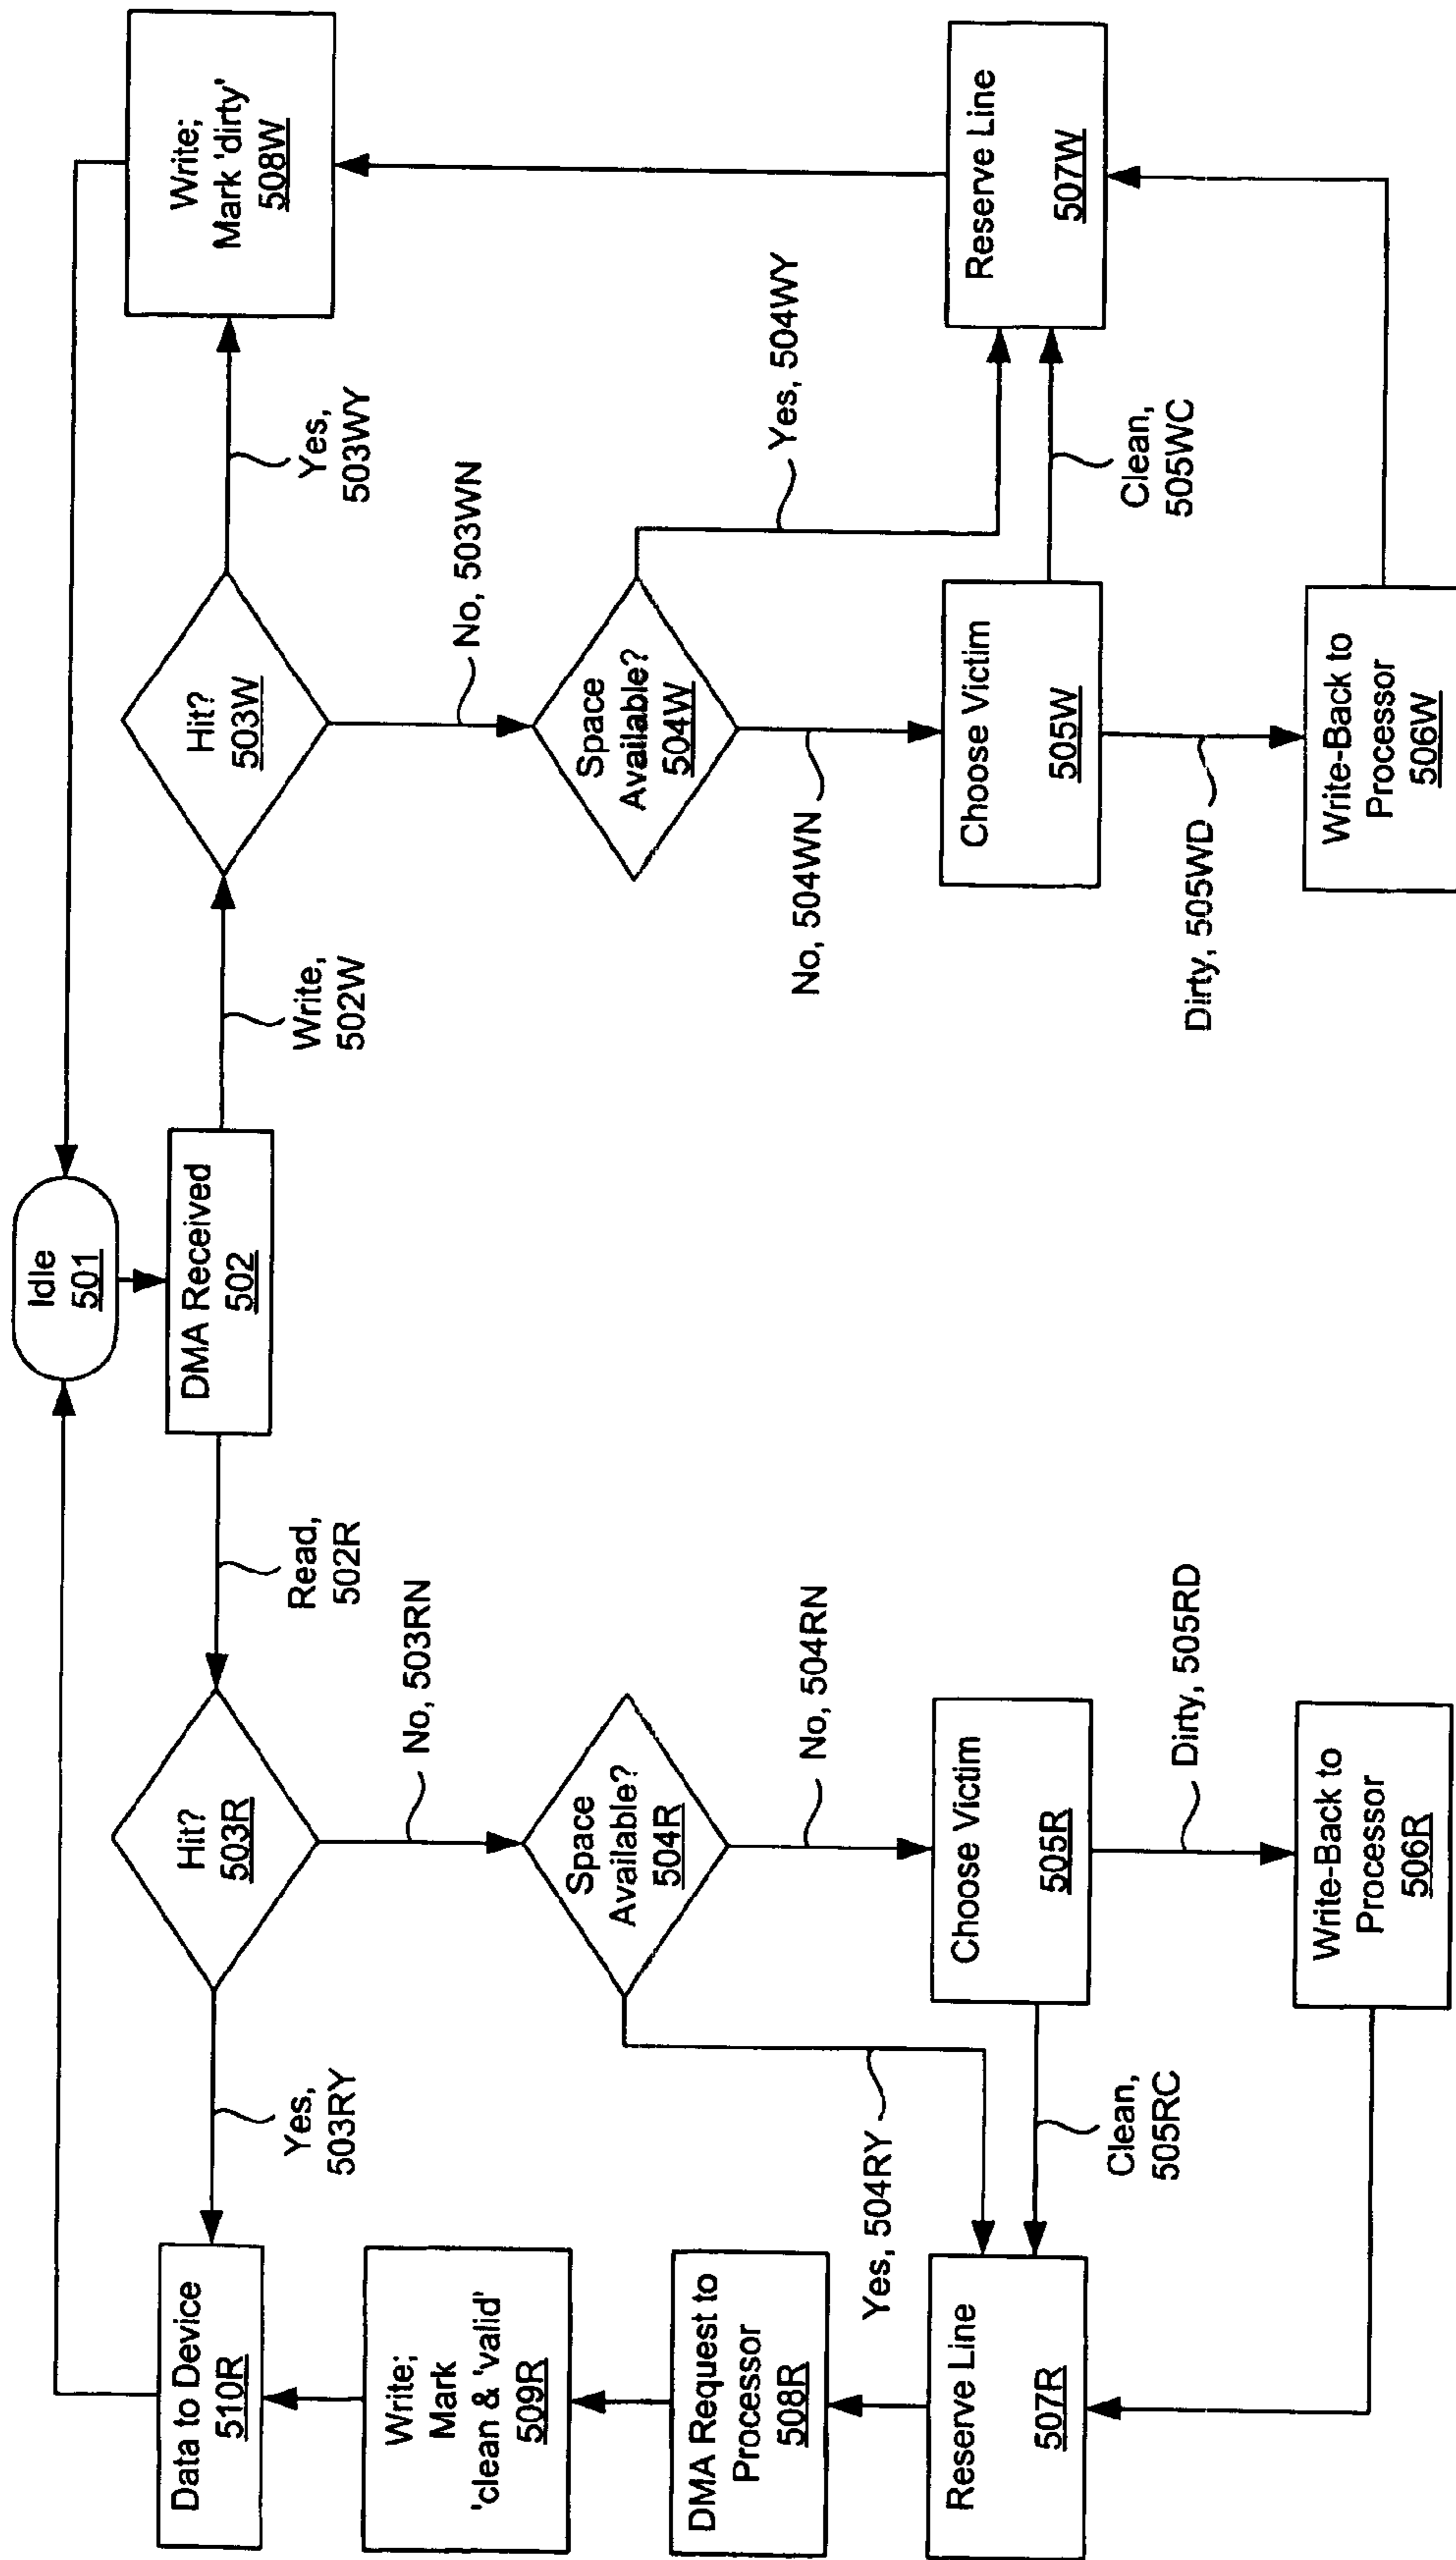 Idle
501
DMA Received
502
Read,
502R
Write,
502W
Hit?
503R
Yes,
503RY
No, 503RN
Data to Device
510R
Write;
Mark
'clean & 'valid'
509R
DMA Request to
Processor
508R
Space
Available?
504R
Yes, 504RY
No, 504RN
Choose Victim
505R
Clean,
505RC
Reserve Line
507R
Dirty, 505RD
Write-Back to
Processor
506R
Hit?
503W
Yes,
503WY
No, 503WN
Write;
Mark 'dirty'
508W
Space
Available?
504W
Yes, 504WY
No, 504WN
Choose Victim
505W
Clean,
505WC
Reserve Line
507W
Dirty, 505WD
Write-Back to
Processor
506W